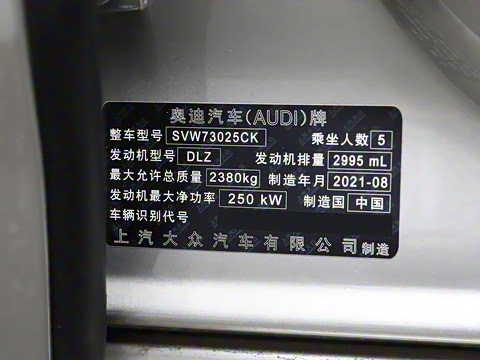 奥迪汽车(AUDI)牌
整车型号 SVW73025CK 乘坐人数 5
发动机型号 DLZ 发动机排量 2995 mL
最大允许总质量 2380kg 制造年月 2021-08
发动机最大净功率 250 kW 制造国 中国
车辆识别代号
上汽大众汽车有限公司制造